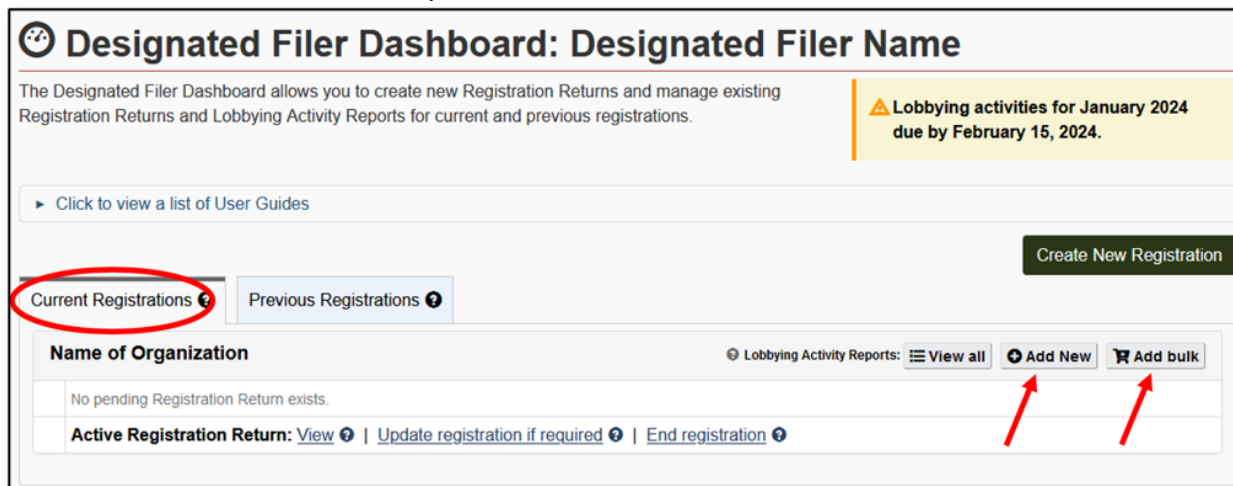 Designated Filer Dashboard: Designated Filer Name
The Designated Filer Dashboard allows you to create new Registration Returns and manage existing
Registration Returns and Lobbying Activity Reports for current and previous registrations.
Lobbying activities for January 2024
due by February 15, 2024.
► Click to view a list of User Guides
Create New Registration
Current Registrations ?
Previous Registrations ?
Name of Organization
? Lobbying Activity Reports: View all Add New Add bulk
No pending Registration Return exists.
Active Registration Return: View ? | Update registration if required ? | End registration ?